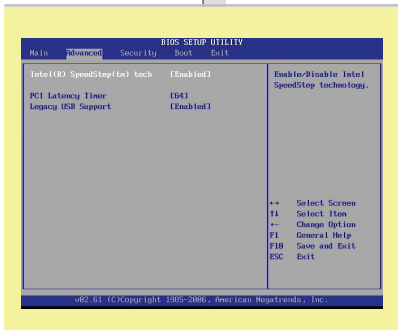 BIOS SETUP UTILITY
Main Advanced Security Boot Exit
Intel(R) SpeedStep(tm) tech [Enabled]
PCI Latency Timer [64]
Legacy USB Support [Enabled]
Enable/Disable Intel
SpeedStep technology.
↔ Select Screen
↑↓ Select Item
+- Change Option
F1 General Help
F10 Save and Exit
ESC Exit
v02.61 (C)Copyright 1985-2006, American Megatrends, Inc.